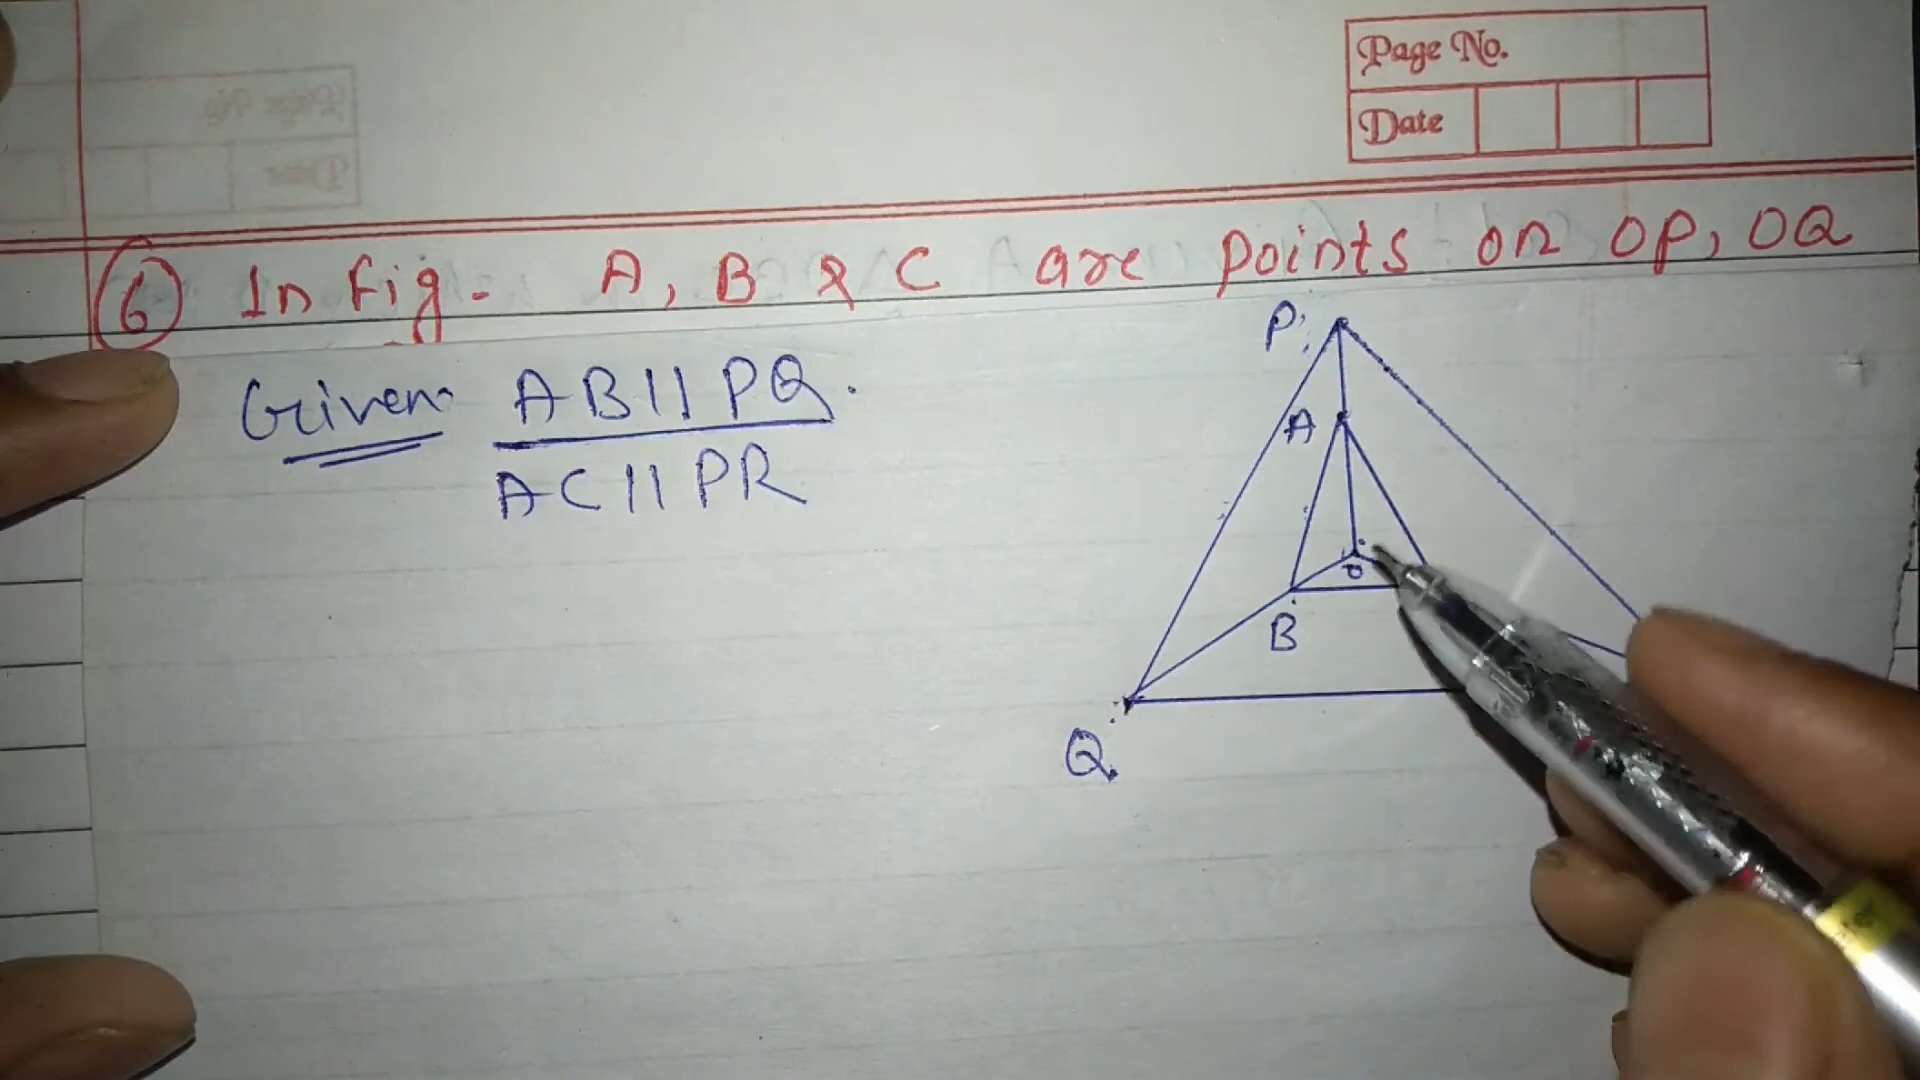 Page No.
Date
6 In fig. A, B & C are points on OP, OQ
Given AB || PQ.
AC || PR
P
A
O
B
Q